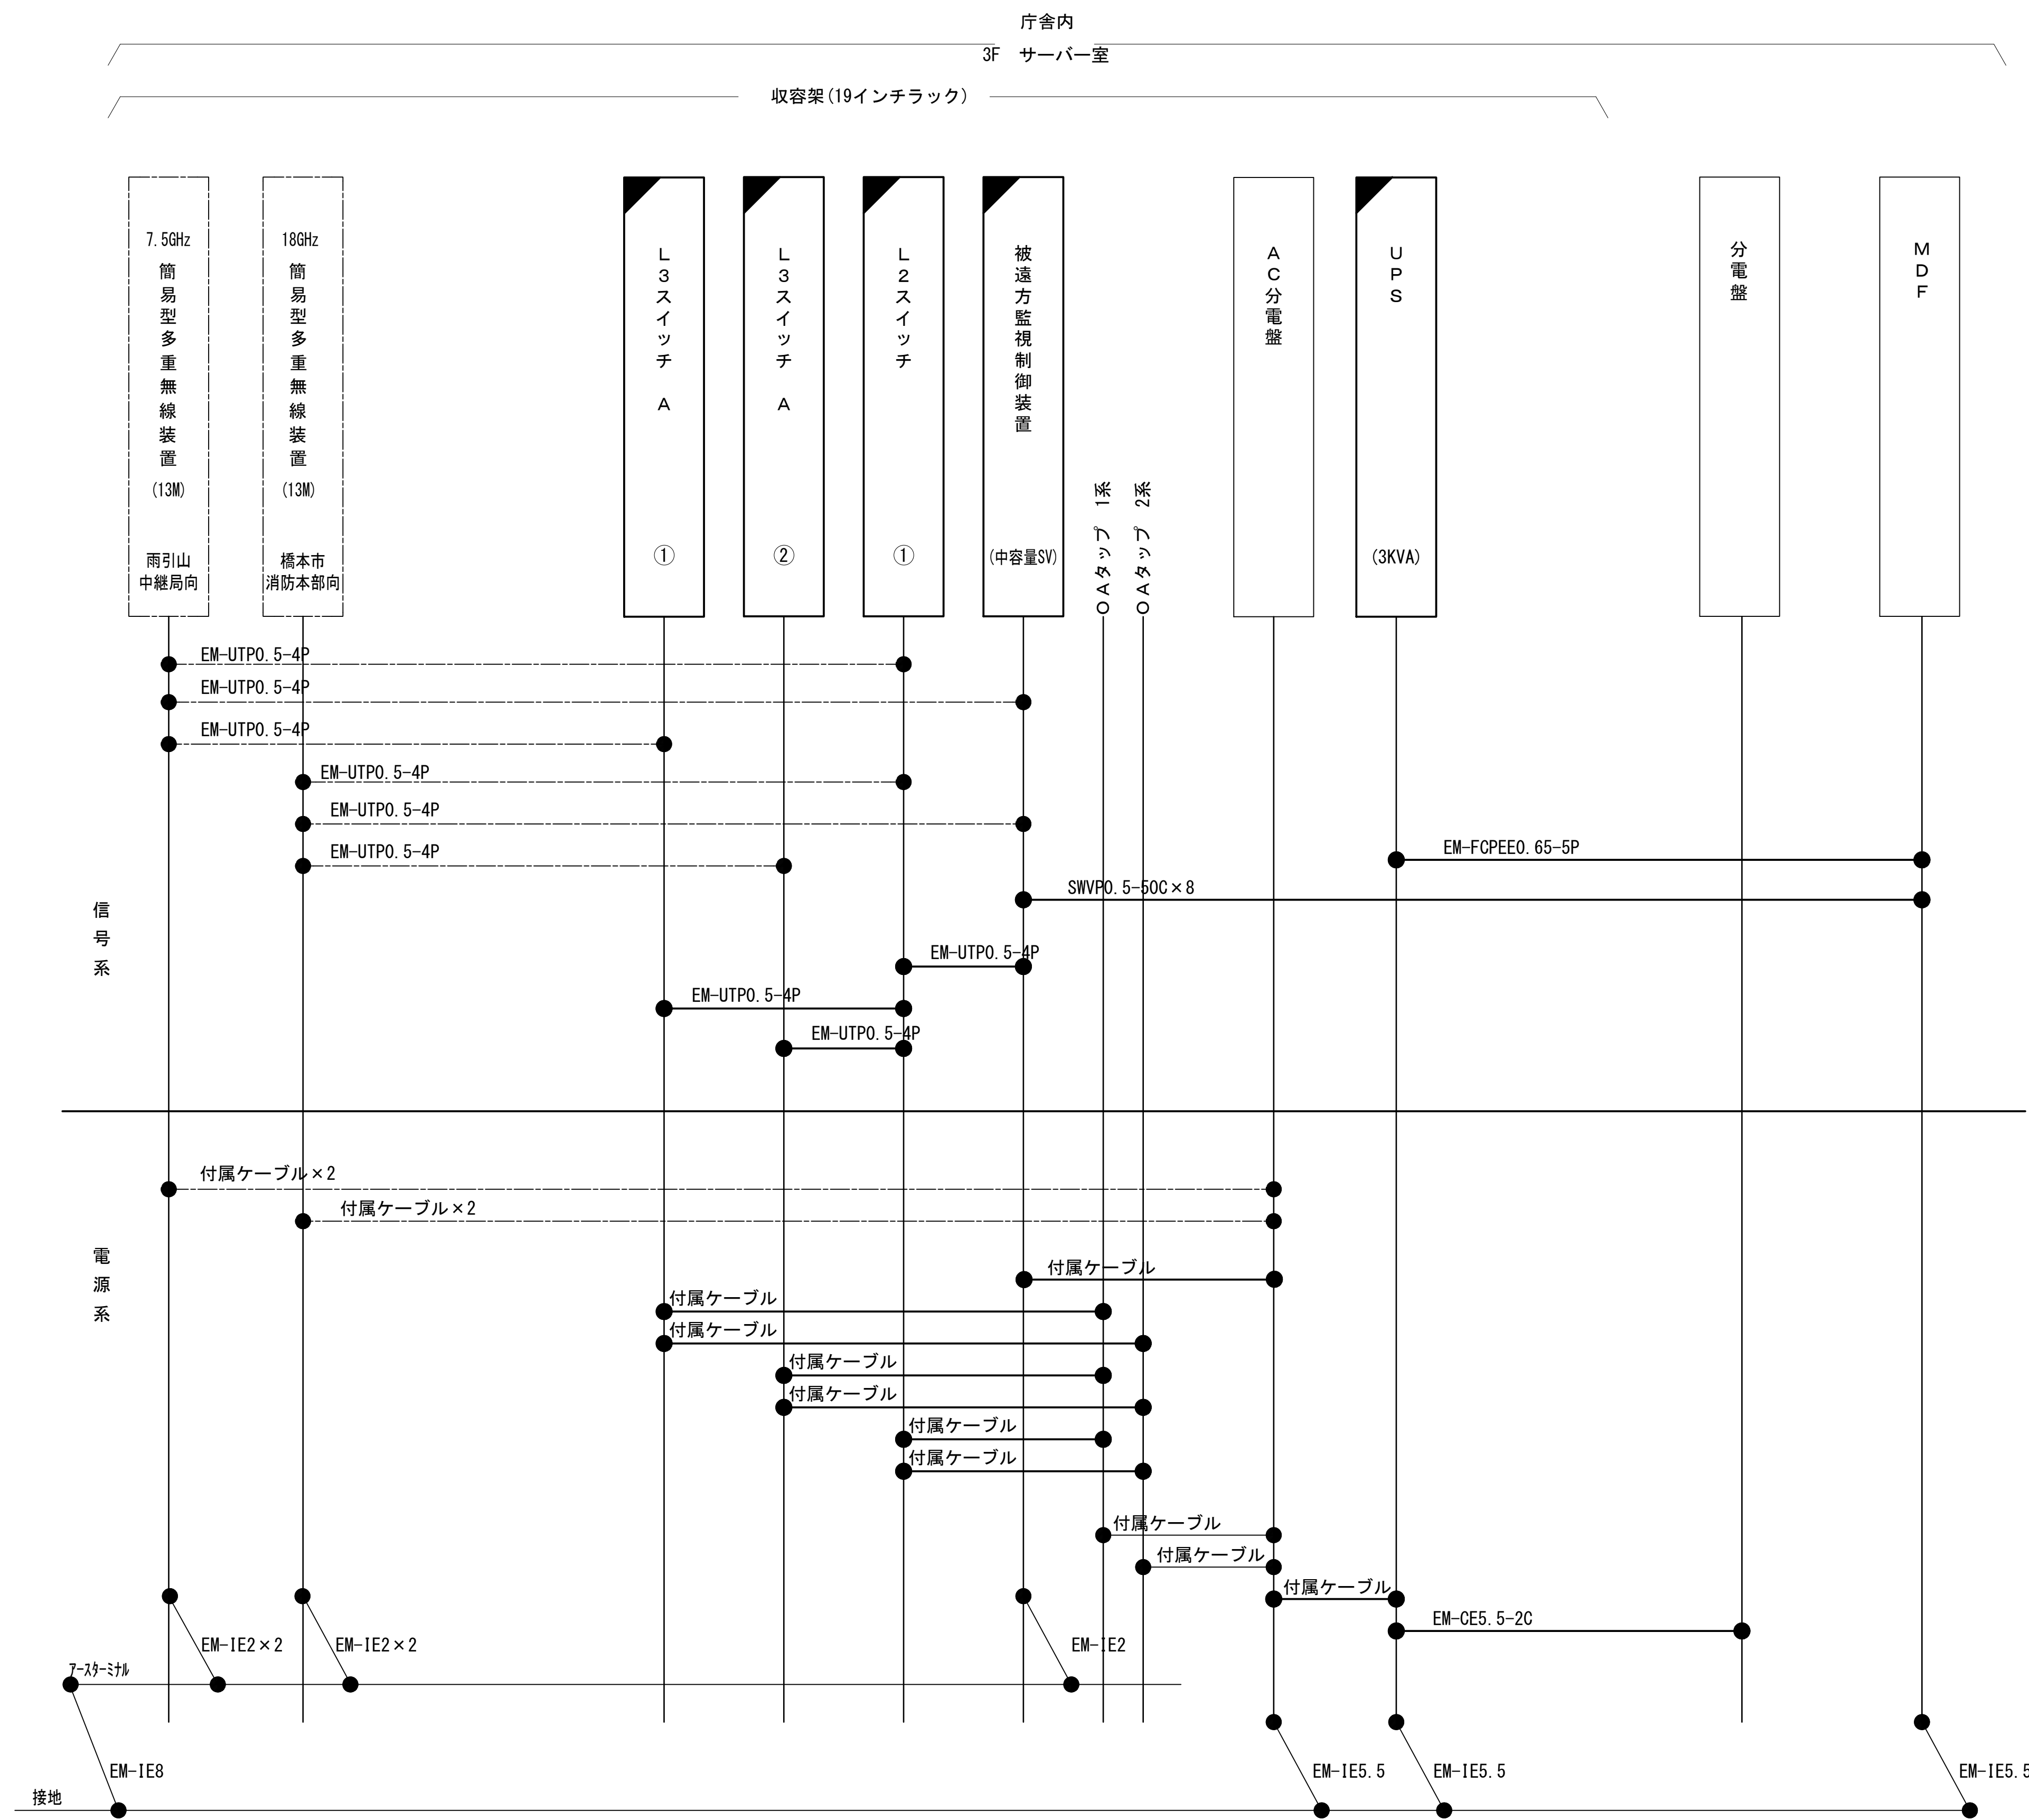 庁舎内
3F サーバー室
収容架(19インチラック)
7.5GHz
簡易型多重無線装置
(13M)
雨引山
中継局向
18GHz
簡易型多重無線装置
(13M)
橋本市
消防本部向
L3スイッチ A
①
L3スイッチ A
②
L2スイッチ
①
被遠方監視制御装置
(中容量SV)
OAタップ 1系
OAタップ 2系
AC分電盤
UPS
(3KVA)
分電盤
MDF
EM-UTP0.5-4P
EM-UTP0.5-4P
EM-UTP0.5-4P
EM-UTP0.5-4P
EM-UTP0.5-4P
EM-UTP0.5-4P
EM-FCPEE0.65-5P
SWVP0.5-50C×8
信号系
EM-UTP0.5-4P
EM-UTP0.5-4P
EM-UTP0.5-4P
付属ケーブル×2
付属ケーブル×2
電源系
付属ケーブル
付属ケーブル
付属ケーブル
付属ケーブル
付属ケーブル
付属ケーブル
付属ケーブル
付属ケーブル
付属ケーブル
付属ケーブル
EM-CE5.5-2C
EM-IE2×2
EM-IE2×2
EM-IE2
アースターミナル
EM-IE8
EM-IE5.5
EM-IE5.5
EM-IE5.5
接地